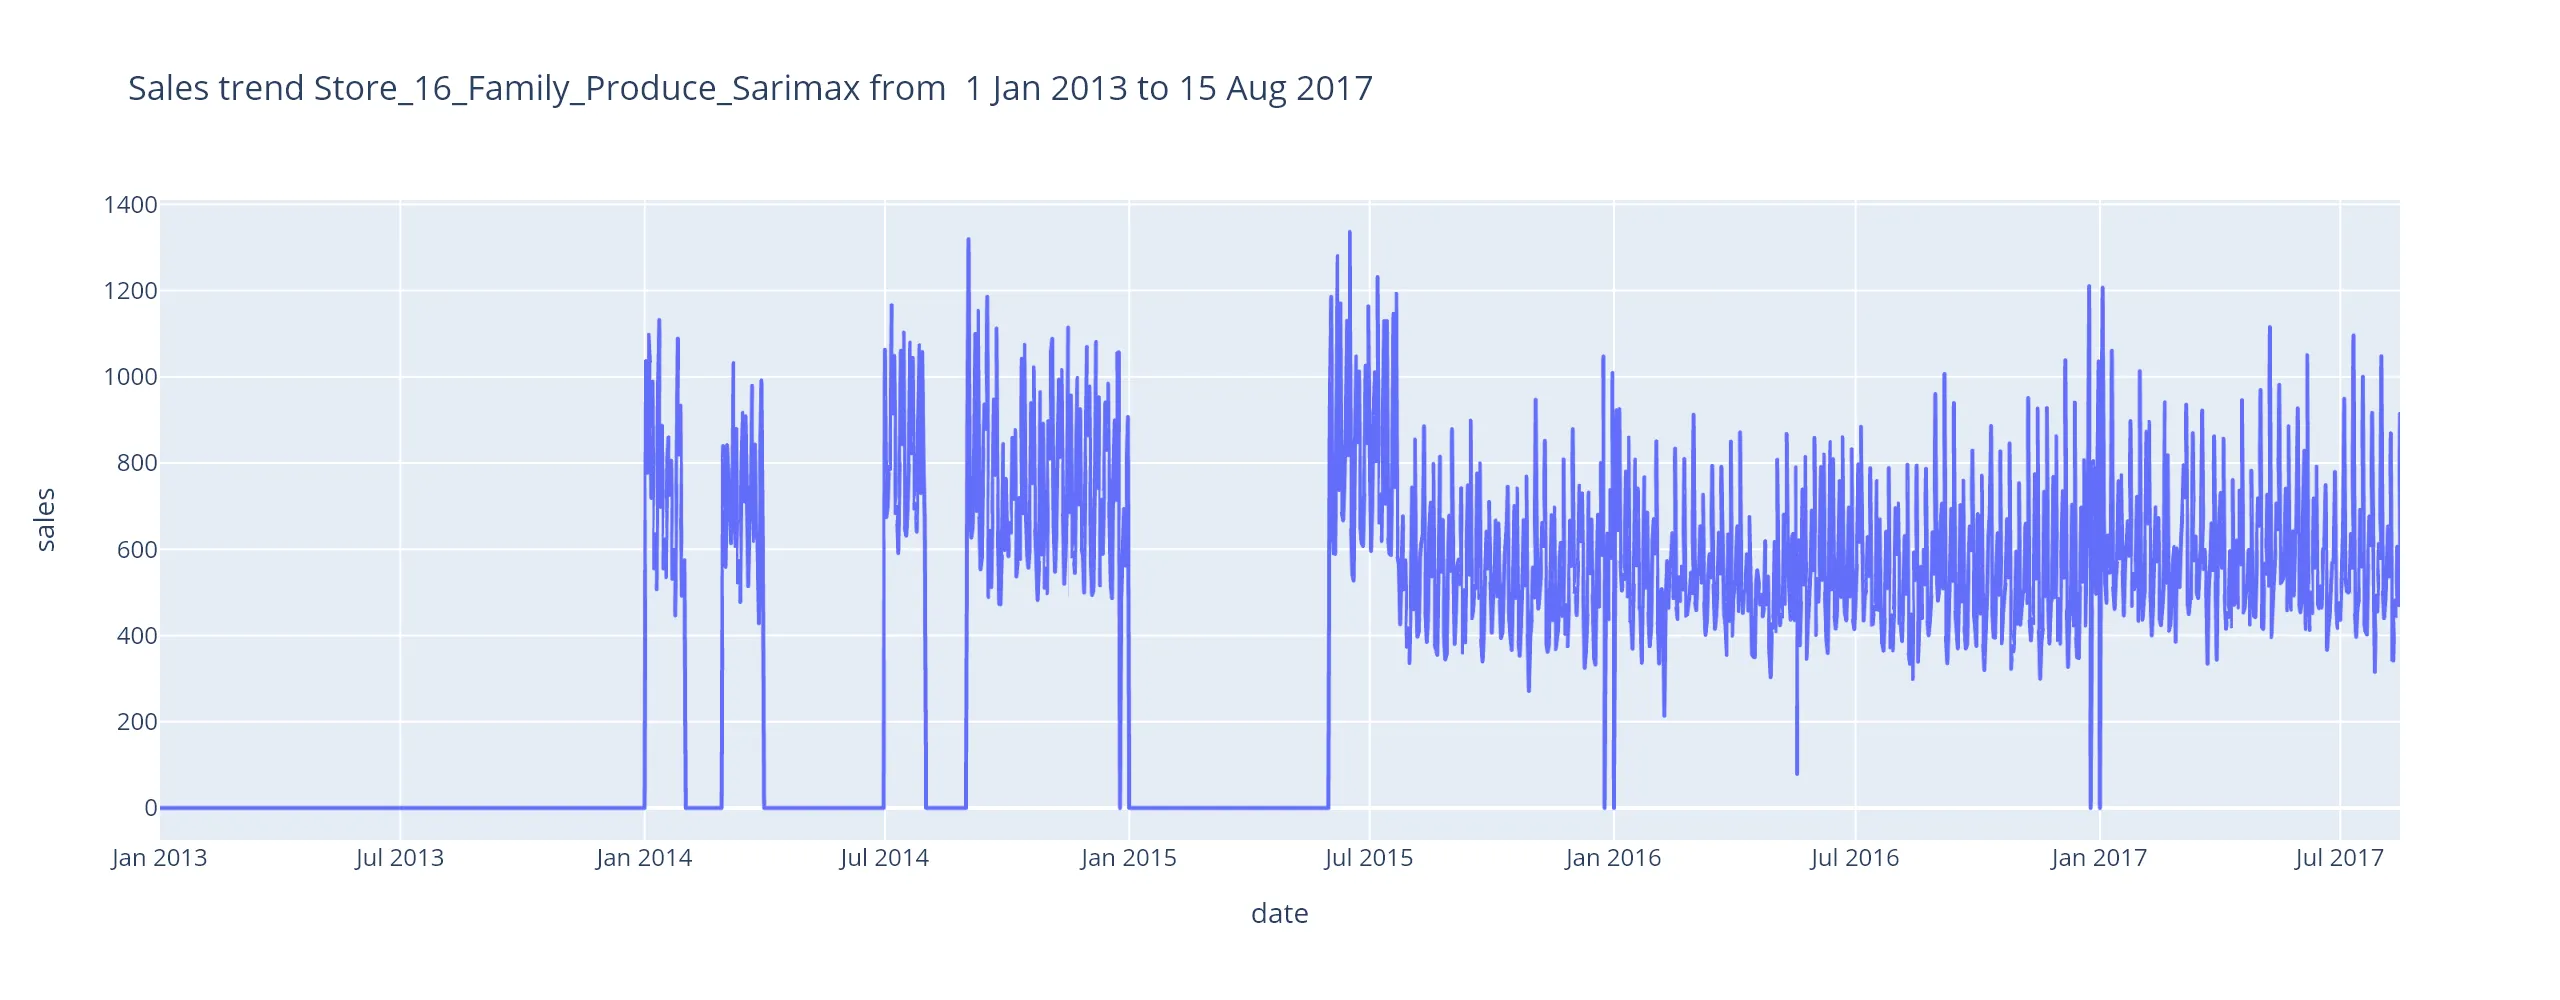 Sales trend Store_16_Family_Produce_Sarimax from  1 Jan 2013 to 15 Aug 2017
1400
1200
1000
800
600
400
200
0
sales
Jan 2013 Jul 2013 Jan 2014 Jul 2014 Jan 2015 Jul 2015 Jan 2016 Jul 2016 Jan 2017 Jul 2017
date